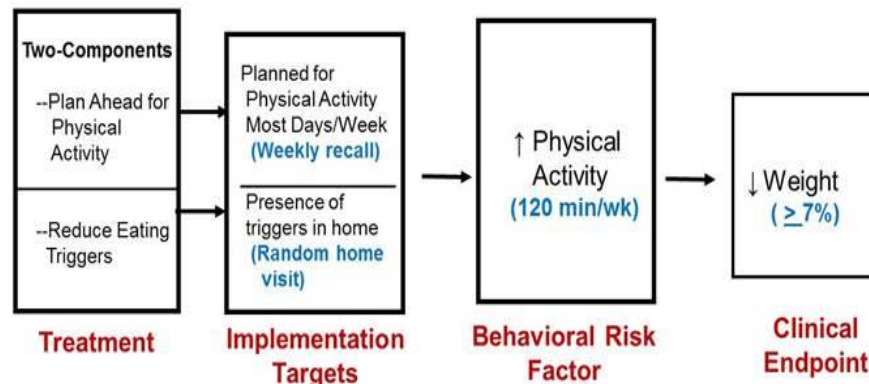 Two-Components
--Plan Ahead for
Physical
Activity
--Reduce Eating
Triggers
Treatment
Planned for
Physical Activity
Most Days/Week
(Weekly recall)
Presence of
triggers in home
(Random home
visit)
Implementation
Targets
↑ Physical
Activity
(120 min/wk)
Behavioral Risk
Factor
↓ Weight
( ≥ 7%)
Clinical
Endpoint